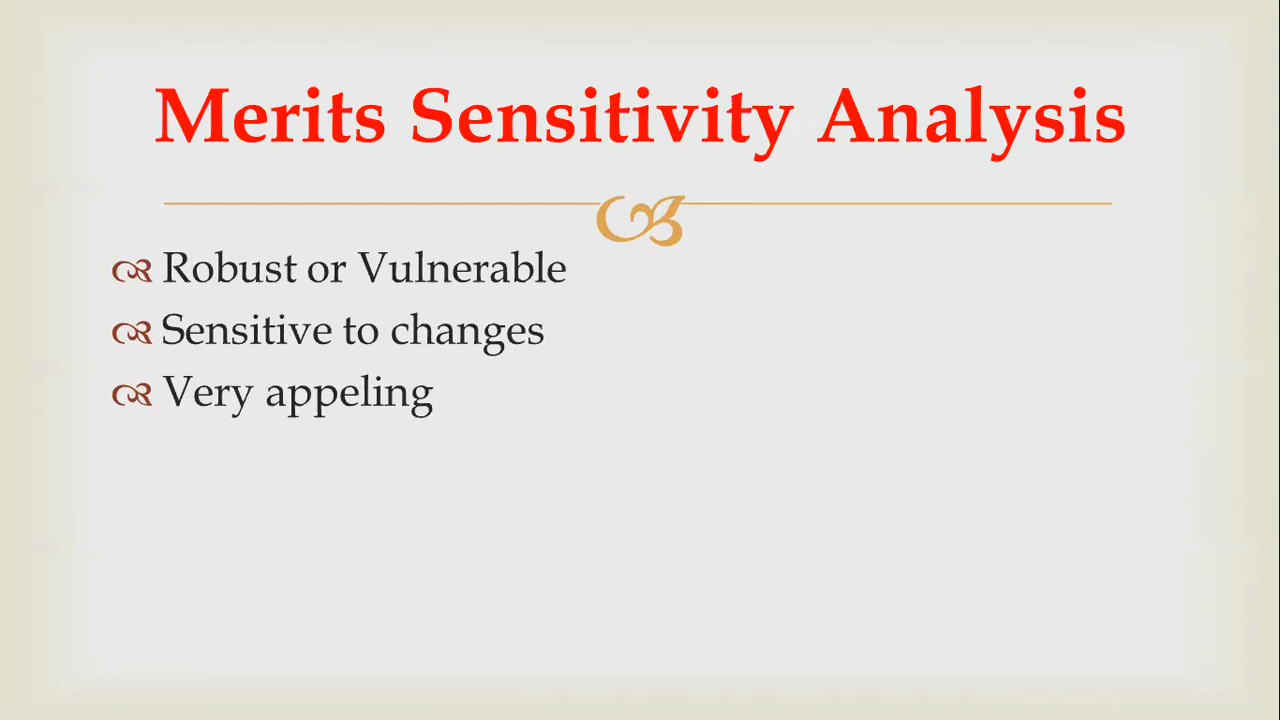 Merits Sensitivity Analysis
Robust or Vulnerable
Sensitive to changes
Very appeling